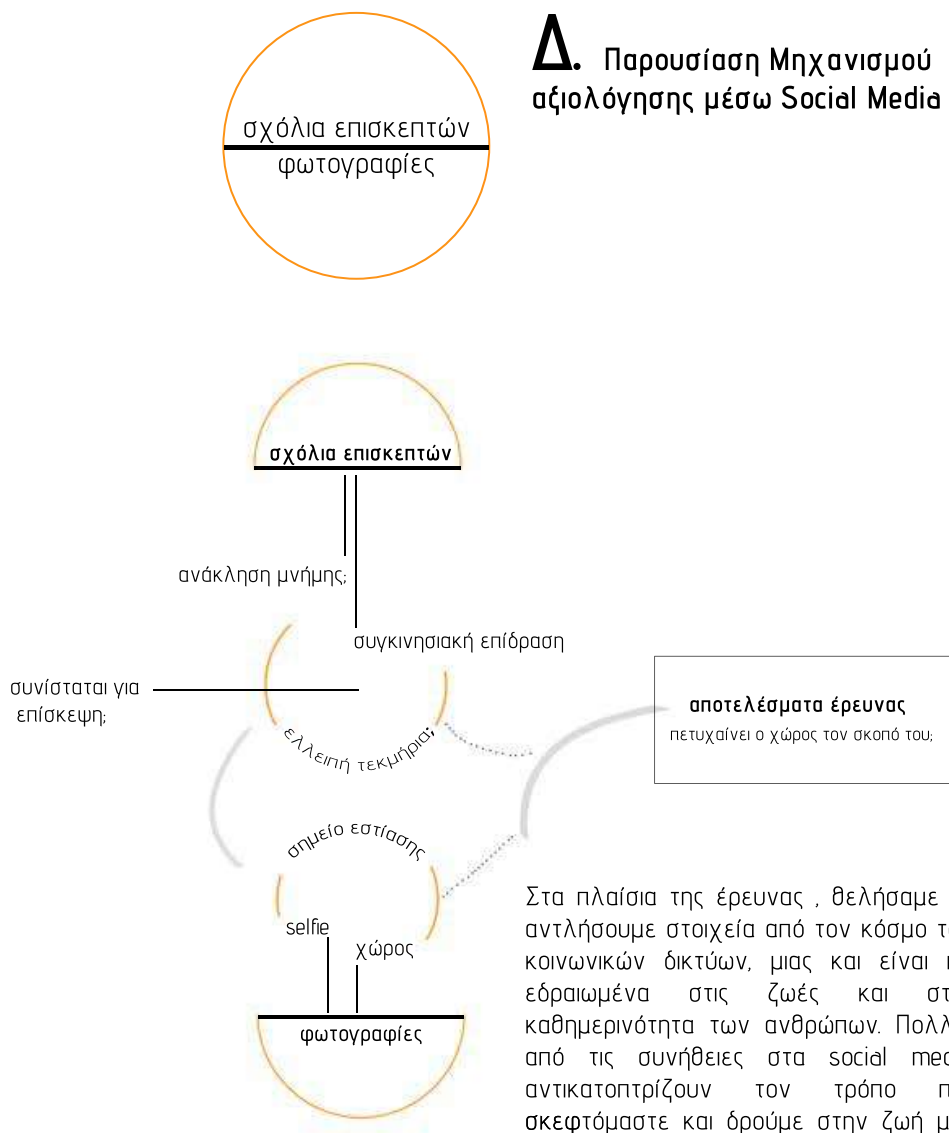 Δ. Παρουσίαση Μηχανισμού
αξιολόγησης μέσω Social Media
σχόλια επισκεπτών
φωτογραφίες
σχόλια επισκεπτών
ανάκληση μνήμης;
συγκινησιακή επίδραση
συνίσταται για
επίσκεψη;
ελλειπή τεκμήρια;
αποτελέσματα έρευνας
πετυχαίνει ο χώρος τον σκοπό του;
σημείο εστίασης
selfie
χώρος
φωτογραφίες
Στα πλαίσια της έρευνας , θελήσαμε
αντλήσουμε στοιχεία από τον κόσμο
κοινωνικών δικτύων, μιας και είναι
εδραιωμένα στις ζωές και
καθημερινότητα των ανθρώπων.
από τις συνήθειες στα social
αντικατοπτρίζουν τον τρόπο
σκεφτόμαστε και δρούμε στην ζωή